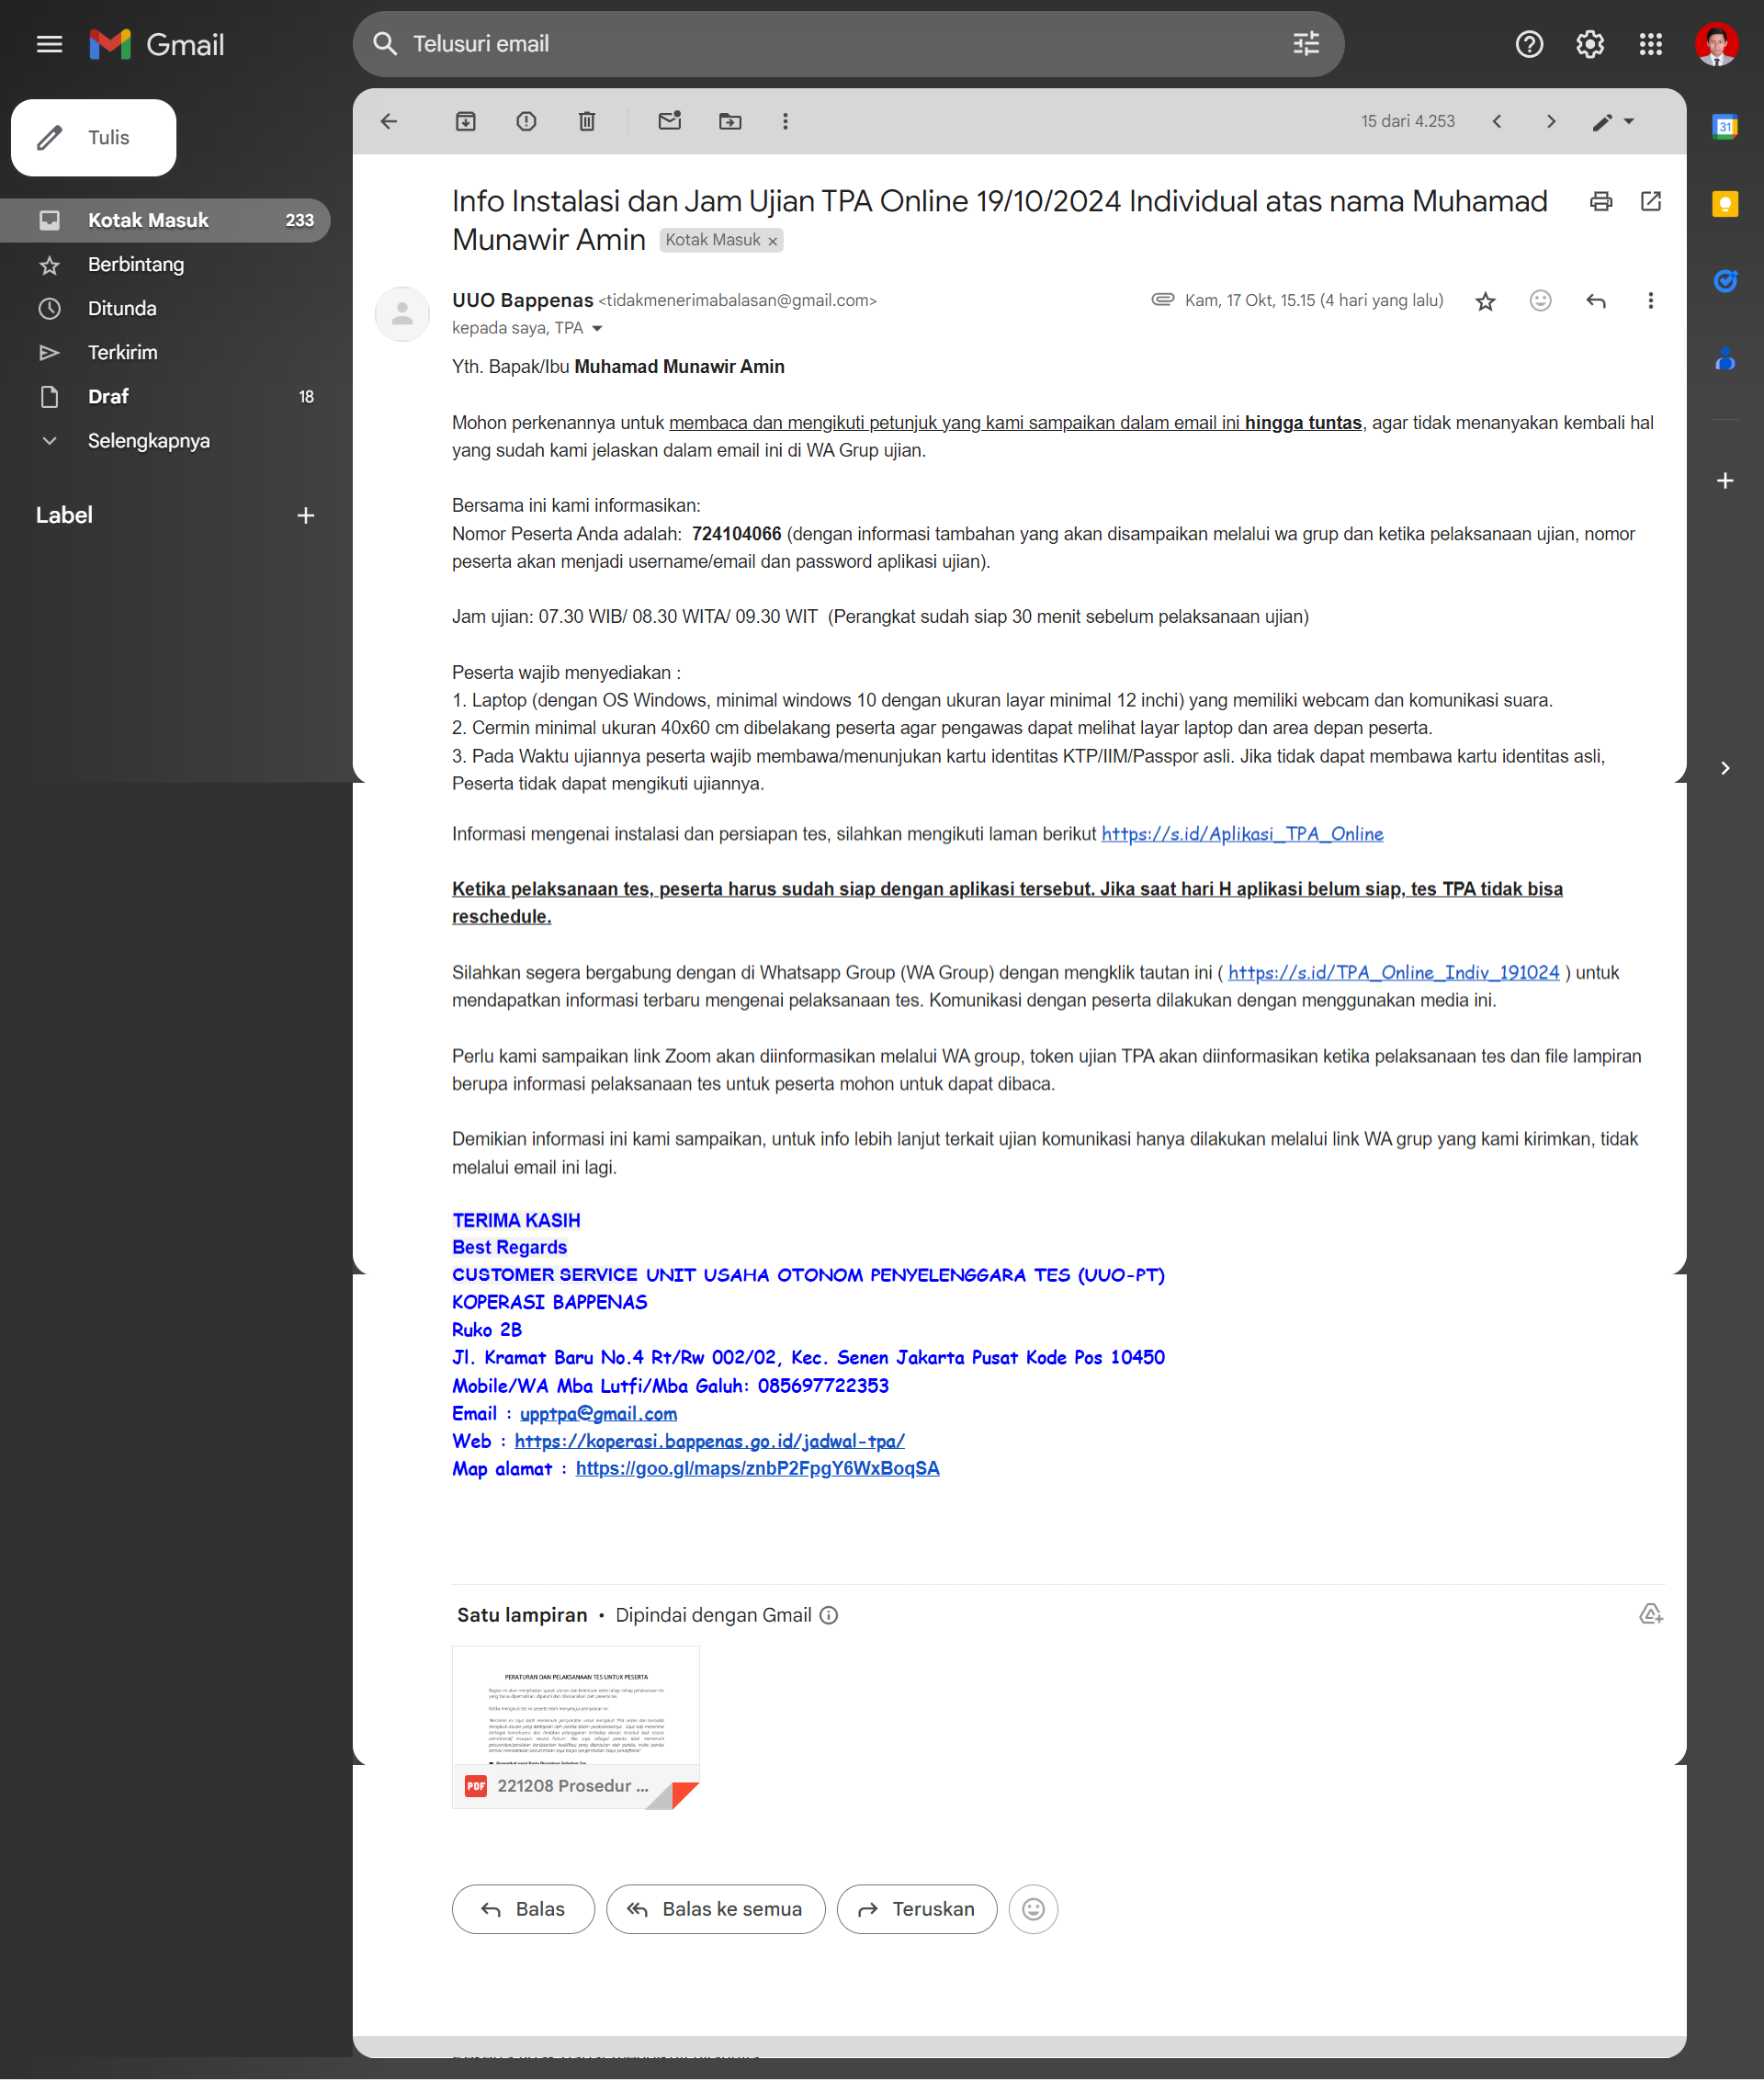 Gmail
Telusuri email
Tulis
Kotak Masuk 233
Berbintang
Ditunda
Terkirim
Draf 18
Selengkapnya
Label
15 dari 4.253
31
Info Instalasi dan Jam Ujian TPA Online 19/10/2024 Individual atas nama Muhamad
Munawir Amin Kotak Masuk ×
UUO Bappenas <tidakmenerimabalasan@gmail.com>
Kam, 17 Okt, 15.15 (4 hari yang lalu)
kepada saya, TPA
Yth. Bapak/Ibu Muhamad Munawir Amin
Mohon perkenannya untuk membaca dan mengikuti petunjuk yang kami sampaikan dalam email ini hingga tuntas, agar tidak menanyakan kembali hal
yang sudah kami jelaskan dalam email ini di WA Grup ujian.
Bersama ini kami informasikan:
Nomor Peserta Anda adalah: 724104066 (dengan informasi tambahan yang akan disampaikan melalui wa grup dan ketika pelaksanaan ujian, nomor
peserta akan menjadi username/email dan password aplikasi ujian).
Jam ujian: 07.30 WIB/ 08.30 WITA/ 09.30 WIT (Perangkat sudah siap 30 menit sebelum pelaksanaan ujian)
Peserta wajib menyediakan :
1. Laptop (dengan OS Windows, minimal windows 10 dengan ukuran layar minimal 12 inchi) yang memiliki webcam dan komunikasi suara.
2. Cermin minimal ukuran 40x60 cm dibelakang peserta agar pengawas dapat melihat layar laptop dan area depan peserta.
3. Pada Waktu ujiannya peserta wajib membawa/menunjukan kartu identitas KTP/IIM/Passpor asli. Jika tidak dapat membawa kartu identitas asli,
Peserta tidak dapat mengikuti ujiannya.
Informasi mengenai instalasi dan persiapan tes, silahkan mengikuti laman berikut https://s.id/Aplikasi_TPA_Online
Ketika pelaksanaan tes, peserta harus sudah siap dengan aplikasi tersebut. Jika saat hari H aplikasi belum siap, tes TPA tidak bisa
reschedule.
Silahkan segera bergabung dengan di Whatsapp Group (WA Group) dengan mengklik tautan ini ( https://s.id/TPA_Online_Indiv_191024 ) untuk
mendapatkan informasi terbaru mengenai pelaksanaan tes. Komunikasi dengan peserta dilakukan dengan menggunakan media ini.
Perlu kami sampaikan link Zoom akan diinformasikan melalui WA group, token ujian TPA akan diinformasikan ketika pelaksanaan tes dan file lampiran
berupa informasi pelaksanaan tes untuk peserta mohon untuk dapat dibaca.
Demikian informasi ini kami sampaikan, untuk info lebih lanjut terkait ujian komunikasi hanya dilakukan melalui link WA grup yang kami kirimkan, tidak
melalui email ini lagi.
TERIMA KASIH
Best Regards
CUSTOMER SERVICE UNIT USAHA OTONOM PENYELENGGARA TES (UUO-PT)
KOPERASI BAPPENAS
Ruko 2B
Jl. Kramat Baru No.4 Rt/Rw 002/02, Kec. Senen Jakarta Pusat Kode Pos 10450
Mobile/WA Mba Lutfi/Mba Galuh: 085697722353
Email : upptpa@gmail.com
Web : https://koperasi.bappenas.go.id/jadwal-tpa/
Map alamat : https://goo.gl/maps/znbP2FpgY6WxBoqSA
Satu lampiran • Dipindai dengan Gmail
PERATURAN DAN PELAKSANAAN TES UNTUK PESERTA
PDF 221208 Prosedur ...
Balas
Balas ke semua
Teruskan